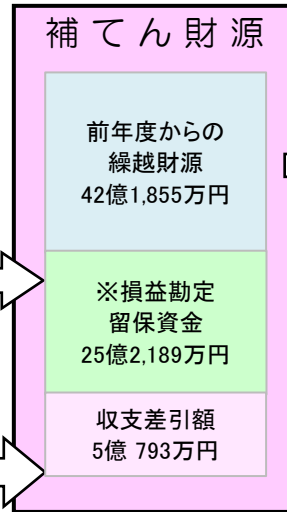 補てん財源
前年度からの
繰越財源
42億1,855万円
※損益勘定
留保資金
25億2,189万円
収支差引額
5億 793万円